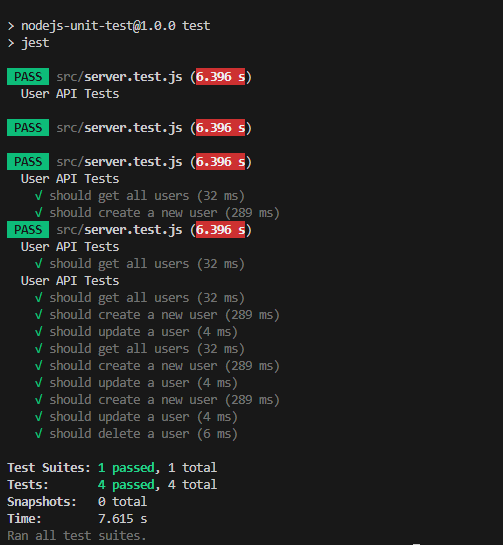 > nodejs-unit-test@1.0.0 test
> jest
PASS src/server.test.js (6.396 s)
User API Tests
PASS src/server.test.js (6.396 s)
PASS src/server.test.js (6.396 s)
User API Tests
√ should get all users (32 ms)
√ should create a new user (289 ms)
PASS src/server.test.js (6.396 s)
User API Tests
√ should get all users (32 ms)
User API Tests
√ should get all users (32 ms)
√ should create a new user (289 ms)
√ should update a user (4 ms)
√ should get all users (32 ms)
√ should create a new user (289 ms)
√ should update a user (4 ms)
√ should create a new user (289 ms)
√ should update a user (4 ms)
√ should delete a user (6 ms)
Test Suites: 1 passed, 1 total
Tests: 4 passed, 4 total
Snapshots: 0 total
Time: 7.615 s
Ran all test suites.